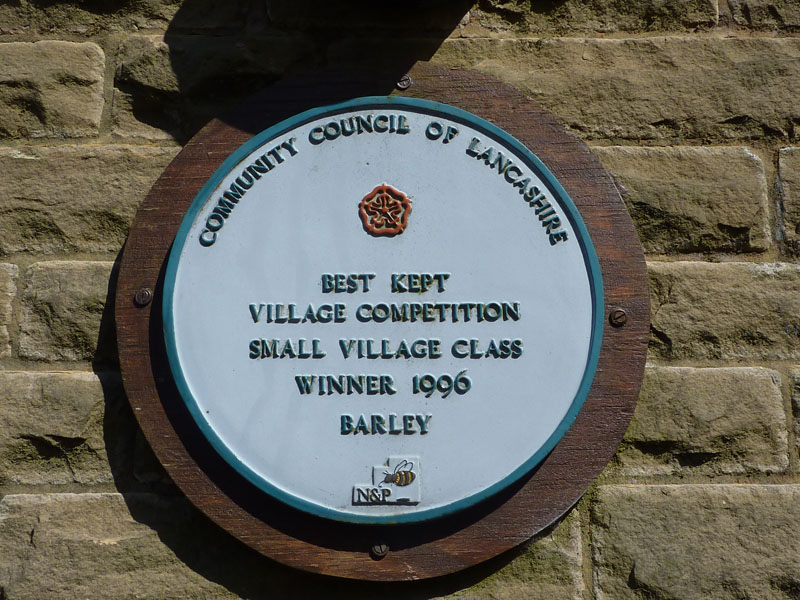 COMMUNITY COUNCIL OF LANCASHIRE
BEST KEPT
VILLAGE COMPETITION
SMALL VILLAGE CLASS
WINNER 1996
BARLEY
N&P